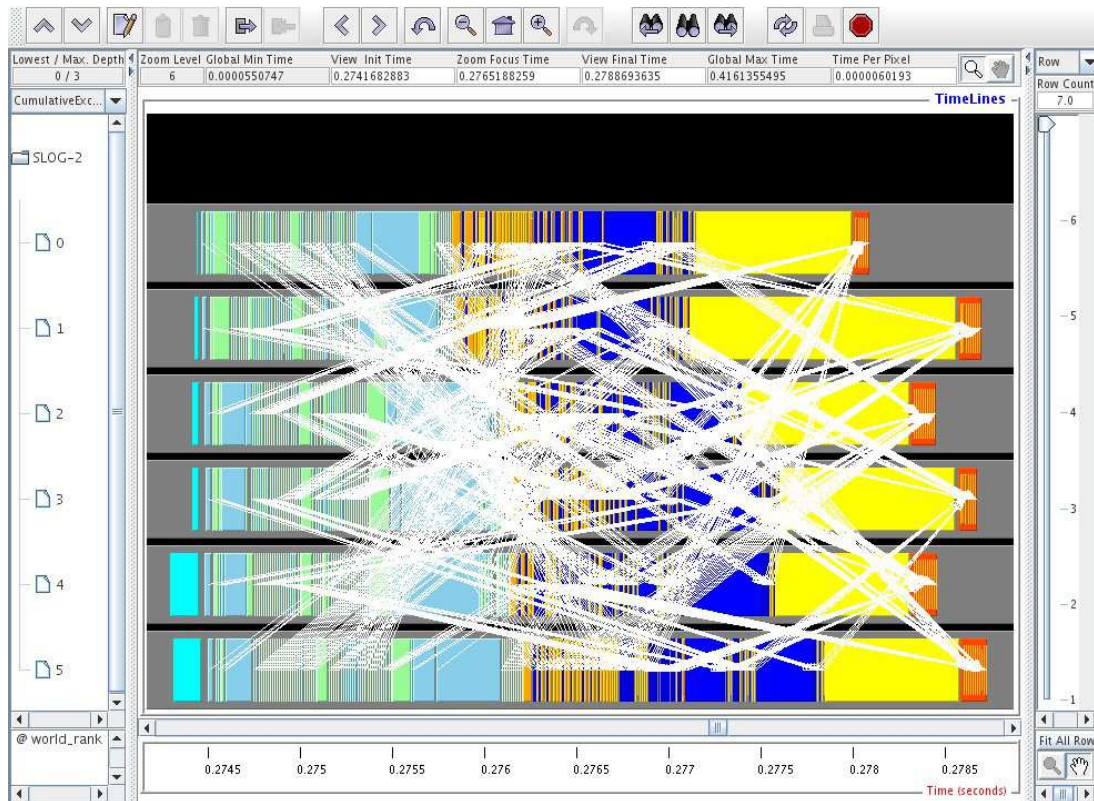 Lowest / Max. Depth
0 / 3
Zoom Level Global Min Time View Init Time Zoom Focus Time View Final Time Global Max Time Time Per Pixel
6 0.0000550747 0.2741682883 0.2765188259 0.2788693635 0.4161355495 0.0000060193
Row
Row Count
7.0
CumulativeExc...
TimeLines
SLOG-2
0
1
2
3
4
5
6
5
4
3
2
1
@ world_rank
Fit All Row
0.2745 0.275 0.2755 0.276 0.2765 0.277 0.2775 0.278 0.2785
Time (seconds)